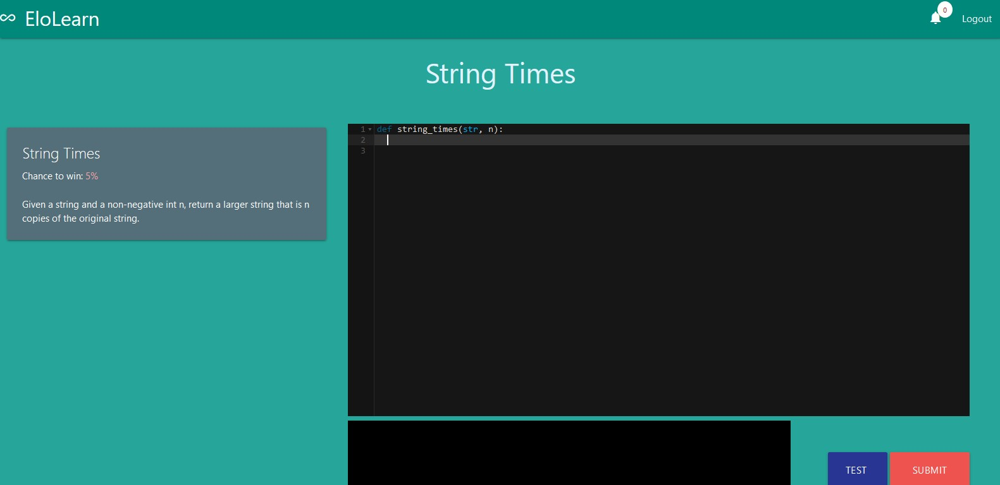 EloLearn
0
Logout
String Times
String Times
Chance to win: 5%
Given a string and a non-negative int n, return a larger string that is n
copies of the original string.
1 def string_times(str, n):
2
3
TEST
SUBMIT